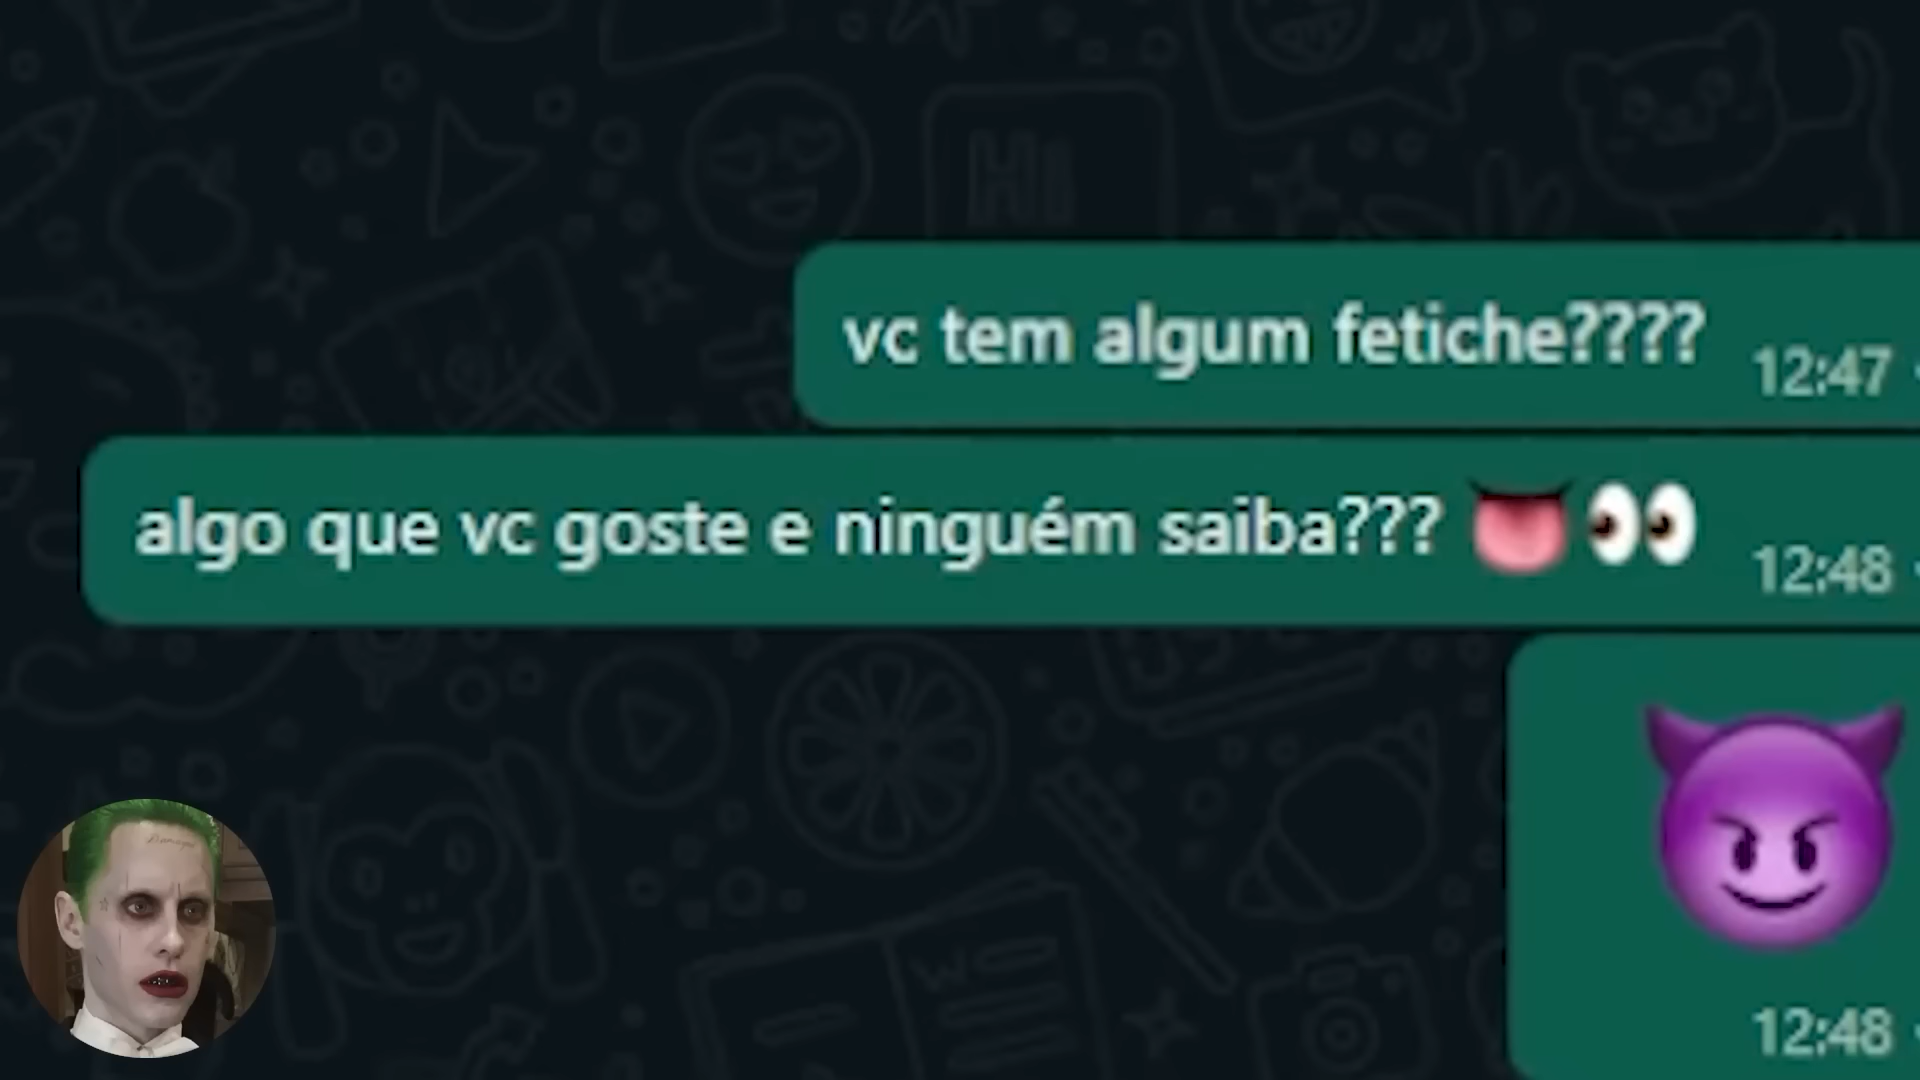 vc tem algum fetiche????
12:47
algo que vc goste e ninguém saiba??? 👅👀
12:48
😈
12:48